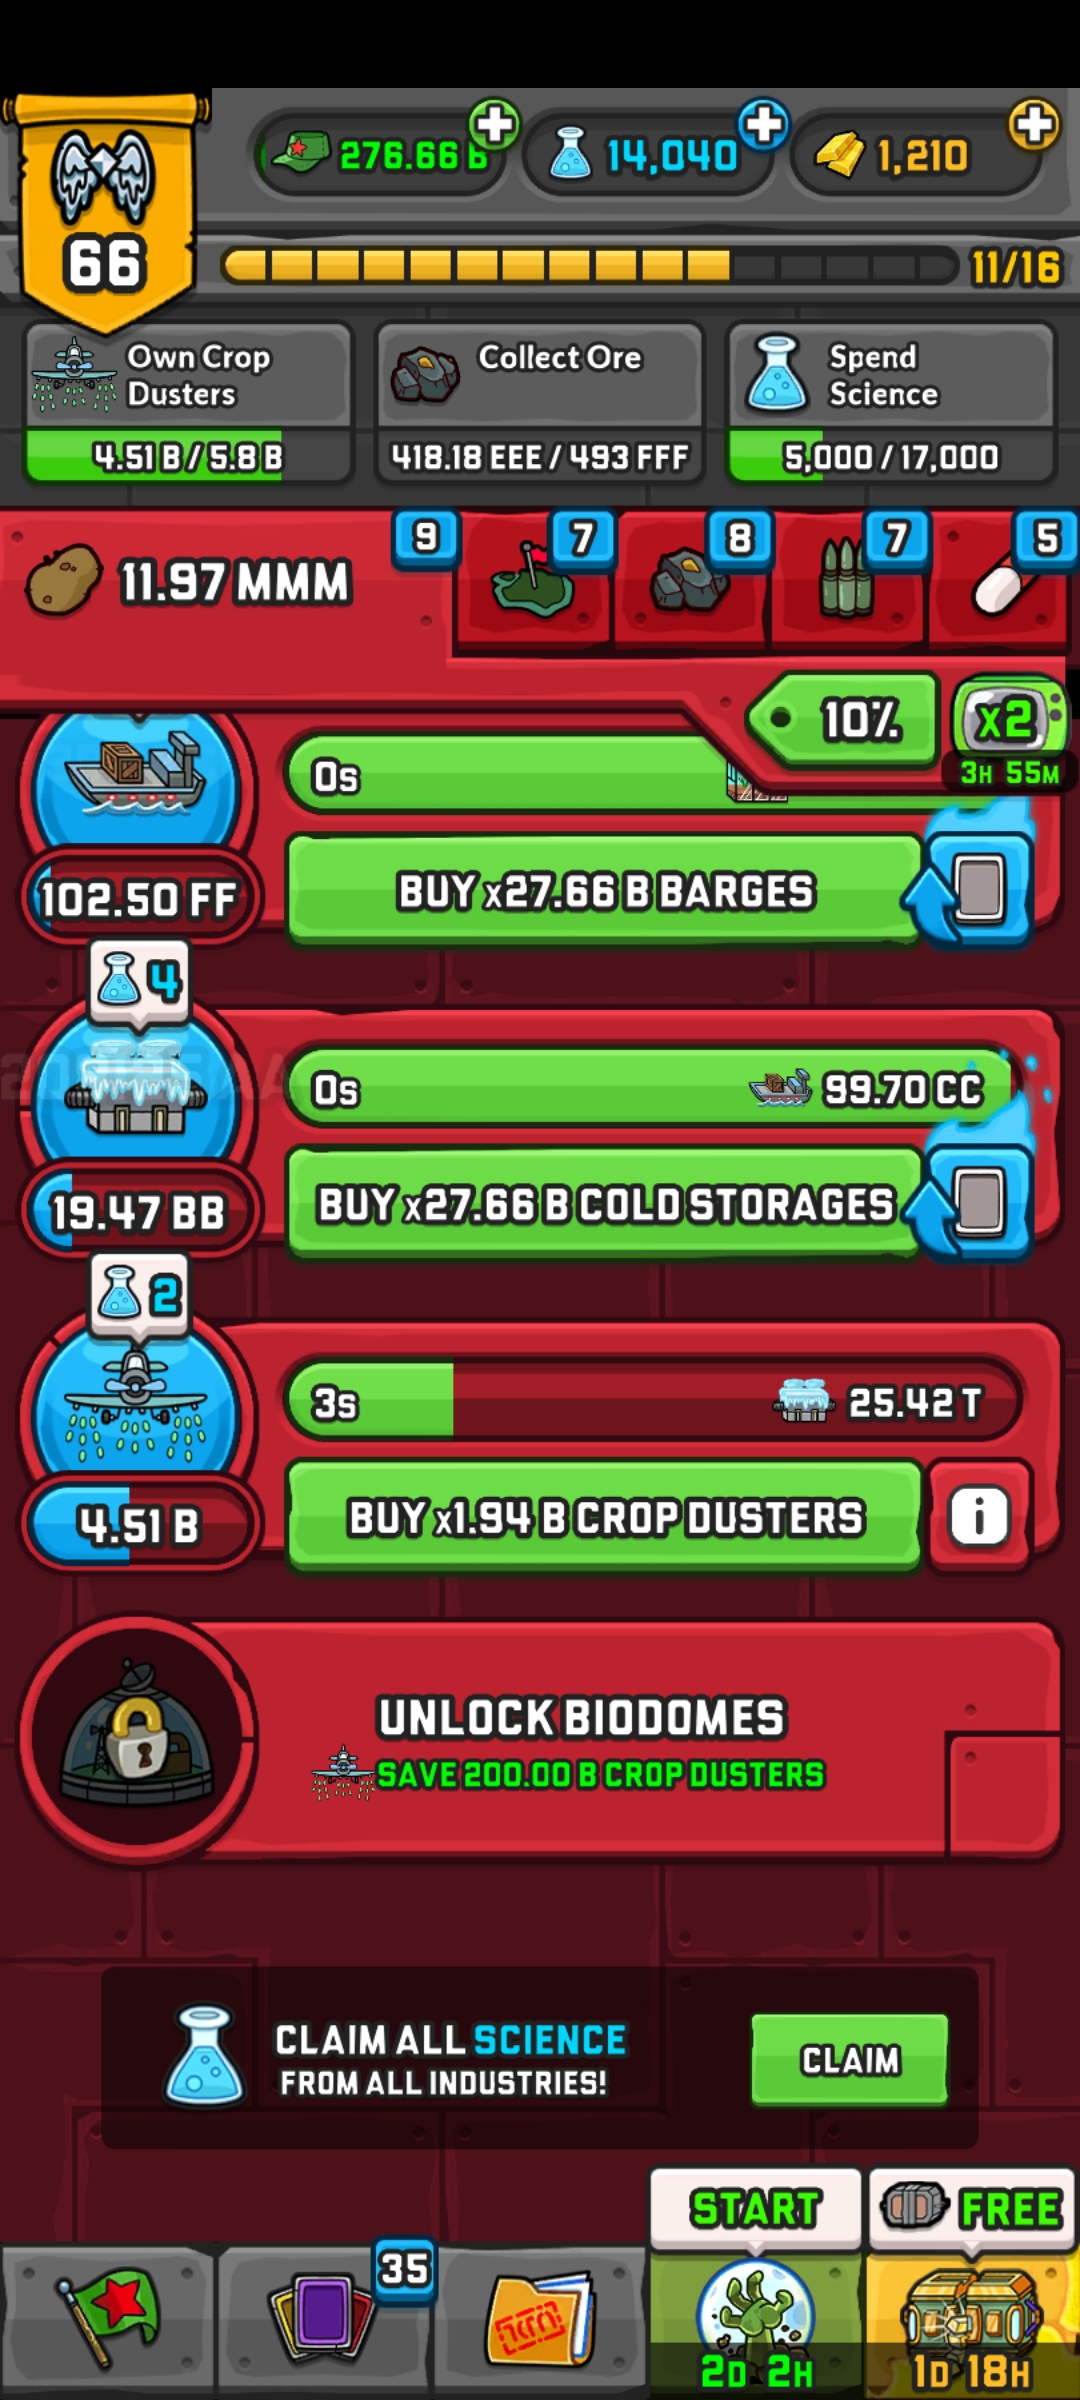 276.66 B
14,040
1,210
66
11/16
Own Crop
Dusters
4.51 B / 5.8 B
Collect Ore
418.18 EEE / 493 FFF
Spend
Science
5,000 / 17,000
11.97 MMM
9
7
8
7
5
10%
x2
3H 55M
0s
102.50 FF
BUY x27.66 B BARGES
4
0s
99.70 CC
19.47 BB
BUY x27.66 B COLD STORAGES
2
3s
25.42 T
4.51 B
BUY x1.94 B CROP DUSTERS
i
UNLOCK BIODOMES
SAVE 200.00 B CROP DUSTERS
CLAIM ALL SCIENCE
FROM ALL INDUSTRIES!
CLAIM
START
FREE
35
2D 2H
1D 18H